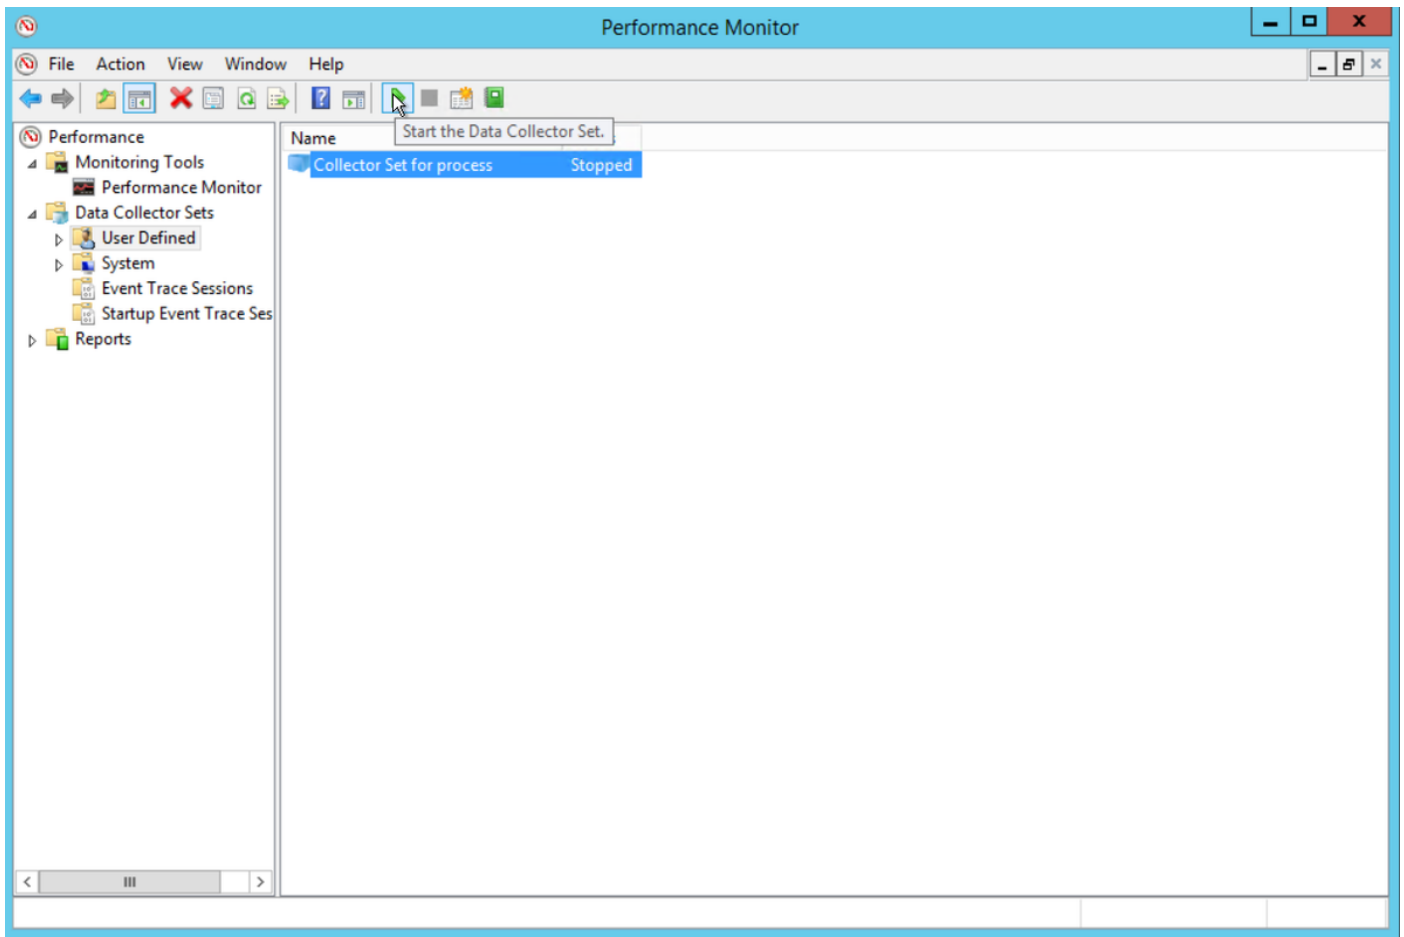 Performance Monitor
File Action View Window Help
Start the Data Collector Set.
Performance
Monitoring Tools
Performance Monitor
Data Collector Sets
User Defined
System
Event Trace Sessions
Startup Event Trace Ses
Reports
Name
Collector Set for process Stopped